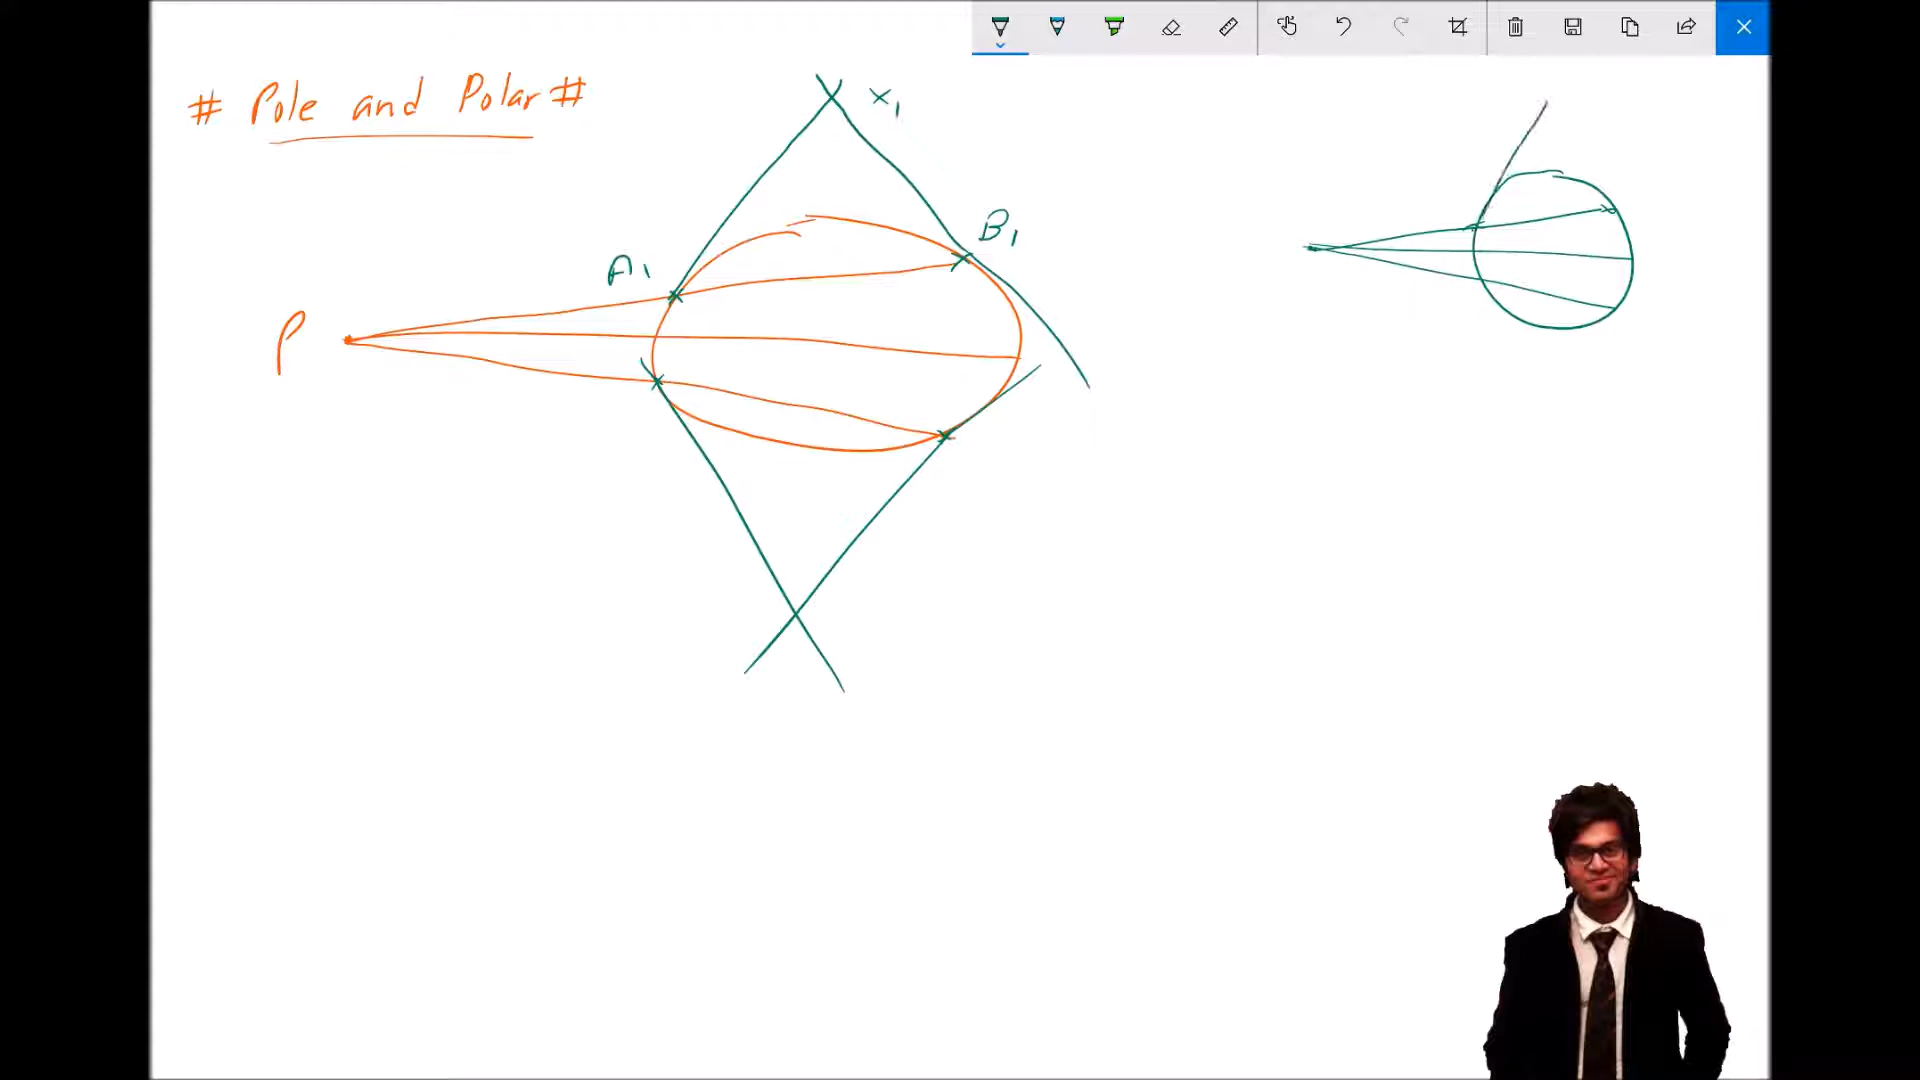 # Pole and Polar #
x₁
B₁
A₁
P